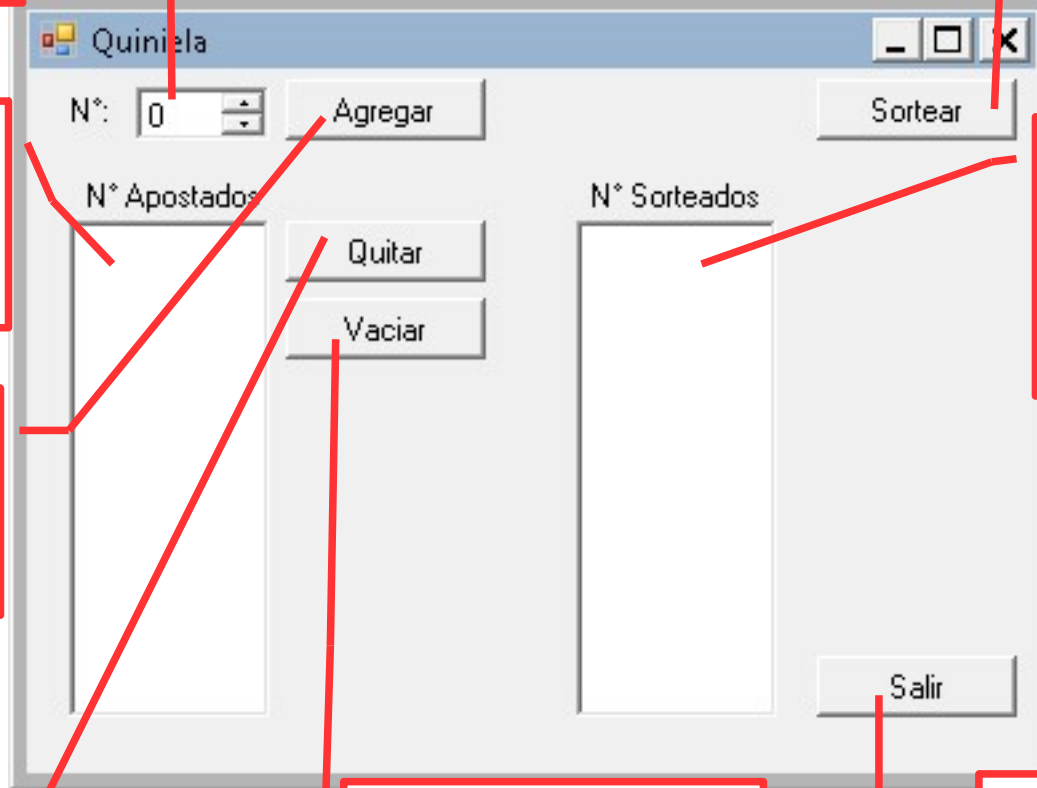 Quiniela
N°: 0 Agregar Sortear
N° Apostados N° Sorteados
Quitar
Vaciar
Salir